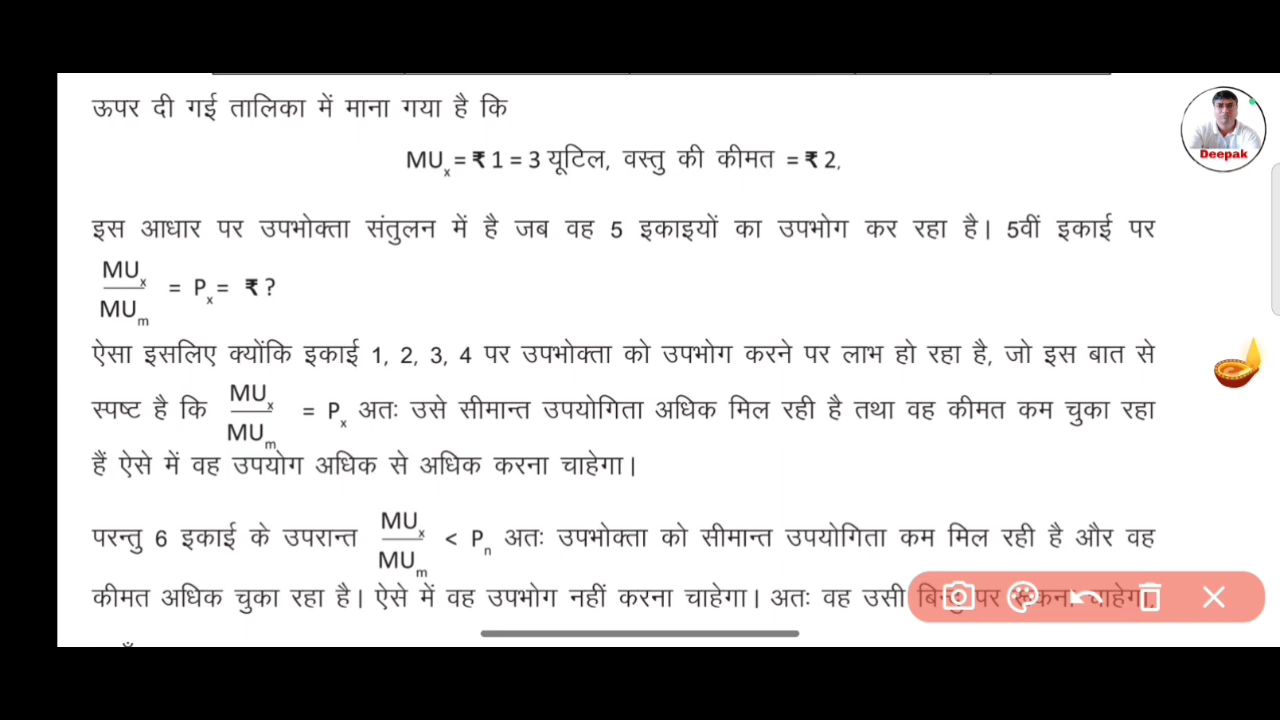 ऊपर दी गई तालिका में माना गया है कि
MUₓ = ₹ 1 = 3 यूटिल, वस्तु की कीमत = ₹ 2,
Deepak
इस आधार पर उपभोक्ता संतुलन में है जब वह 5 इकाइयों का उपभोग कर रहा है। 5वीं इकाई पर
MUₓ/MUₘ = Pₓ = ₹ ?
ऐसा इसलिए क्योंकि इकाई 1, 2, 3, 4 पर उपभोक्ता को उपभोग करने पर लाभ हो रहा है, जो इस बात से
स्पष्ट है कि MUₓ/MUₘ = Pₓ अतः उसे सीमान्त उपयोगिता अधिक मिल रही है तथा वह कीमत कम चुका रहा
हैं ऐसे में वह उपयोग अधिक से अधिक करना चाहेगा।
परन्तु 6 इकाई के उपरान्त MUₓ/MUₘ < Pₙ अतः उपभोक्ता को सीमान्त उपयोगिता कम मिल रही है और वह
कीमत अधिक चुका रहा है। ऐसे में वह उपभोग नहीं करना चाहेगा। अतः वह उसी बिन्दु पर रूकना चाहेगा,